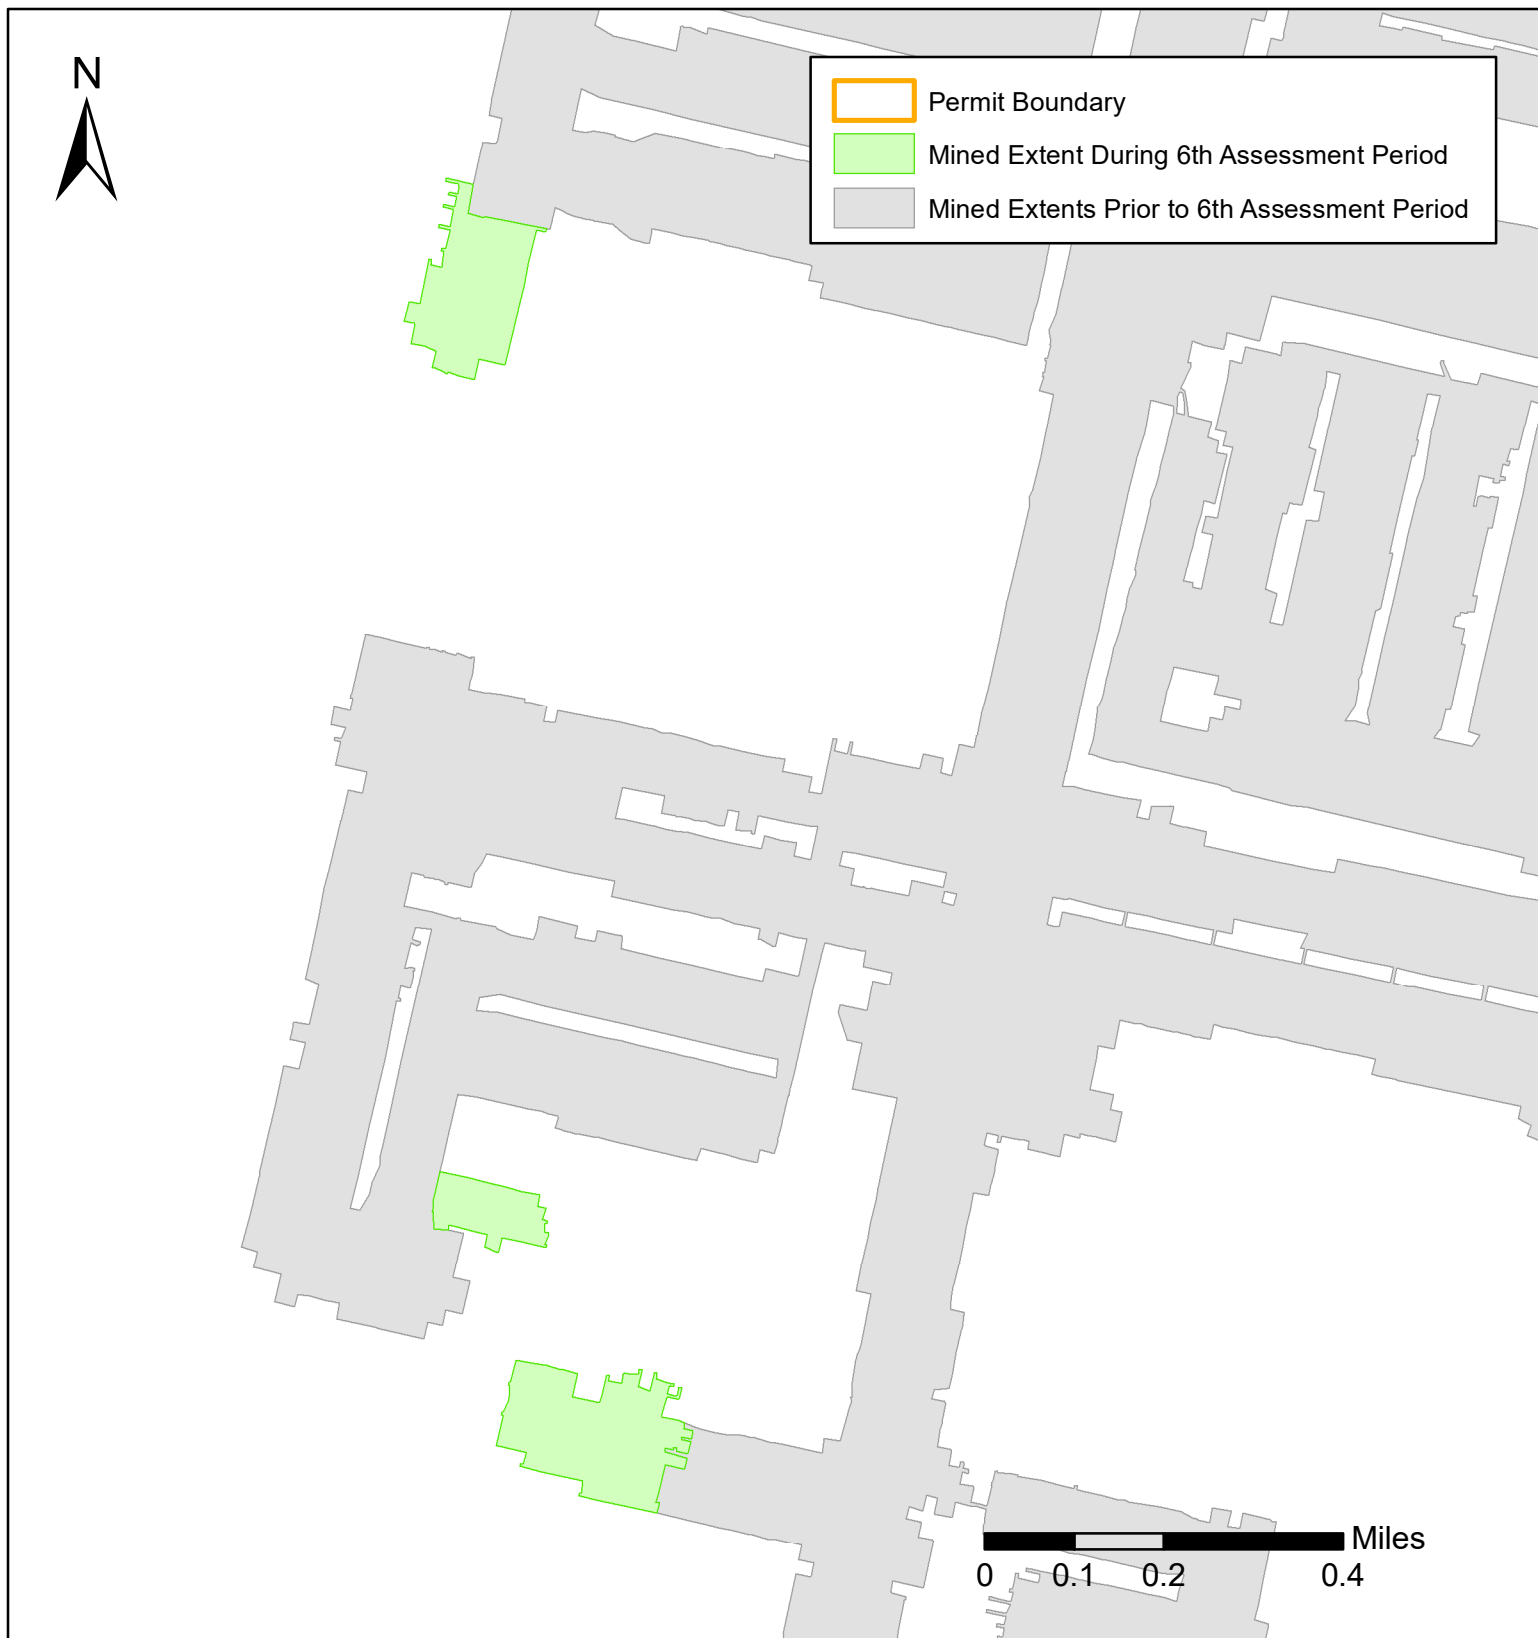 N
Permit Boundary
Mined Extent During 6th Assessment Period
Mined Extents Prior to 6th Assessment Period
Miles
0 0.1 0.2 0.4